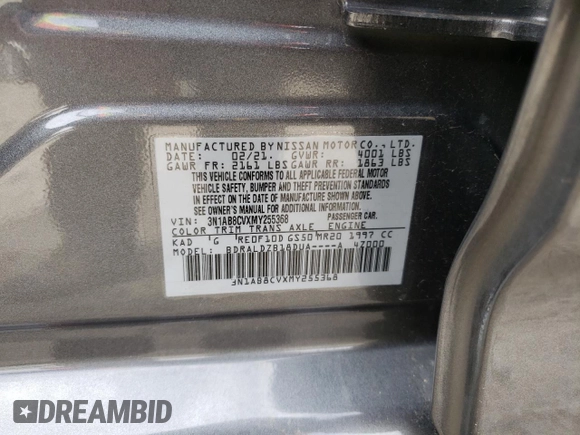 MANUFACTURED BY NISSAN MOTOR CO., LTD.
DATE: 02/21. GVWR: 4001 LBS
GAWR FR: 2161 LBS GAWR RR: 1863 LBS
THIS VEHICLE CONFORMS TO ALL APPLICABLE FEDERAL MOTOR
VEHICLE SAFETY, BUMPER AND THEFT PREVENTION STANDARDS
IN EFFECT ON THE DATE OF MANUFACTURE SHOWN ABOVE.
SEE OWNER'S MANUAL FOR ADDITIONAL INFORMATION.
VIN: 3N1AB8CVXMY255368 PASSENGER CAR.
COLOR TRIM TRANS AXLE ENGINE
KAD 'G 'RE0F10D GS50 MR20 1997 CC
MODEL: BDRALDZB18DUA----A 47000
3N1AB8CVXMY255368
DREAMBID